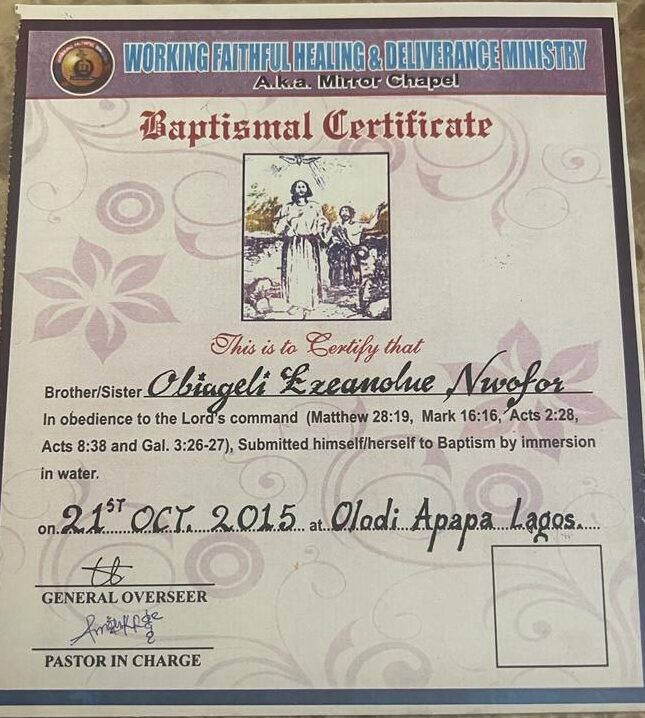 WORKING FAITHFUL HEALING & DELIVERANCE MINISTRY
A.k.a. Mirror Chapel
Baptismal Certificate
This is to Certify that
Brother/Sister Obiageli Ezeanolue Nwofor
In obedience to the Lord's command (Matthew 28:19, Mark 16:16, Acts 2:28,
Acts 8:38 and Gal. 3:26-27), Submitted himself/herself to Baptism by immersion
in water.
on 21ST OCT. 2015 at Olodi Apapa Lagos.
GENERAL OVERSEER
PASTOR IN CHARGE